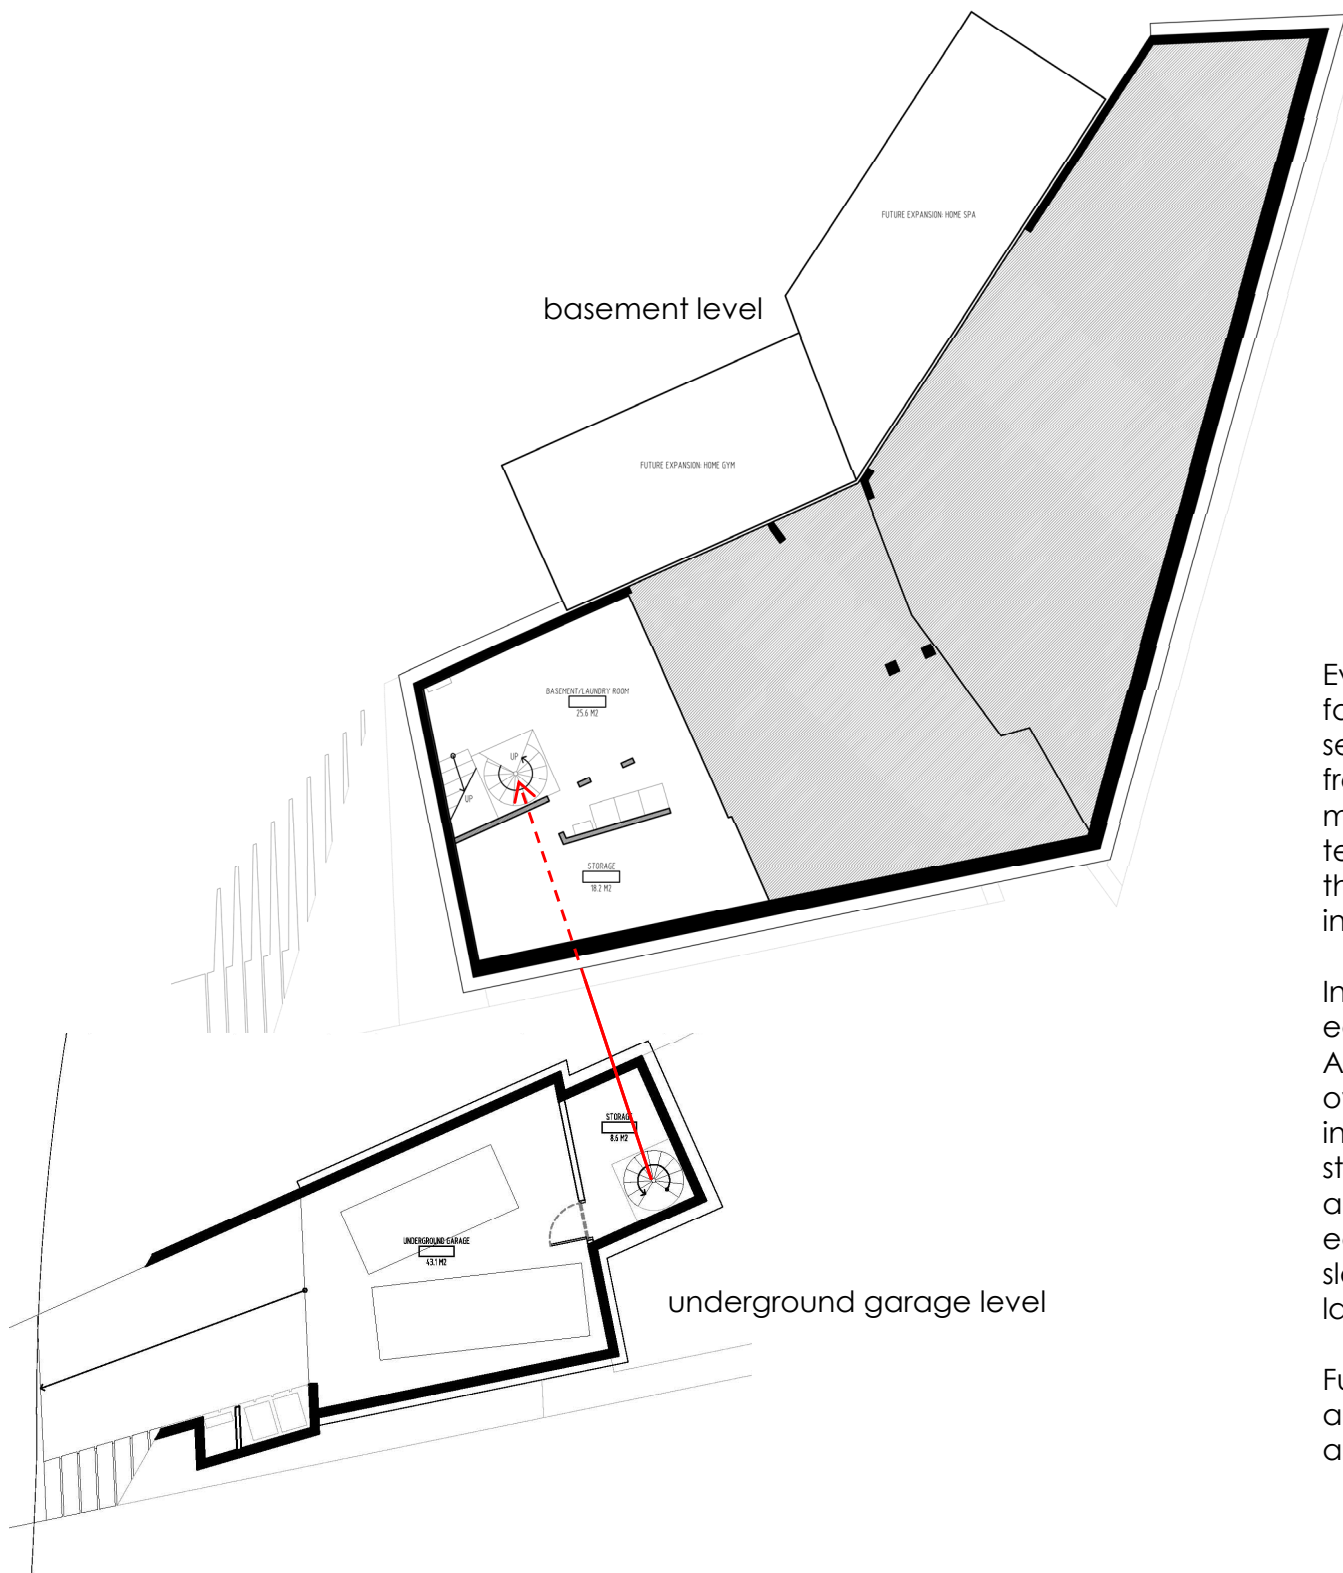 FUTURE EXPANSION: HOME SPA
basement level
FUTURE EXPANSION: HOME GYM
BASEMENT/LAUNDRY ROOM
25.6 M2
UP
UP
STORAGE
18.2 M2
STORAGE
8.6 M2
UNDERGROUND GARAGE
43.1 M2
underground garage level